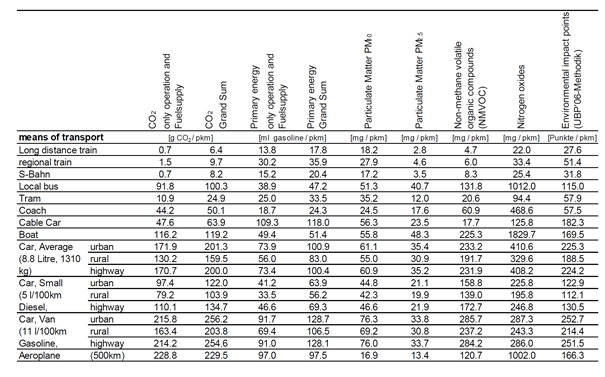 CO2
only operation and
Fuelsupply
CO2
Grand Sum
Primary energy
only operation and
Fuelsupply
Primary energy
Grand Sum
Particulate Matter PM10
Particulate Matter PM2.5
Non-methane volatile
organic compounds
(NMVOC)
Nitrogen oxides
Environmental impact points
(UBP'06-Methodik)
means of transport [g CO2 / pkm] [ml gasoline / pkm] [mg / pkm] [mg / pkm] [mg / pkm] [mg / pkm] [Punkte / pkm]
Long distance train 0.7 6.4 13.8 17.8 18.2 2.8 4.7 22.0 27.6
regional train 1.5 9.7 30.2 35.9 27.9 4.6 6.0 33.4 51.4
S-Bahn 0.7 8.2 15.2 20.4 17.2 3.5 8.3 25.4 31.8
Local bus 91.8 100.3 38.9 47.2 51.3 40.7 131.8 1012.0 115.0
Tram 10.9 24.9 25.0 33.5 35.2 12.0 20.6 94.4 57.9
Coach 44.2 50.1 18.7 24.3 24.5 17.6 60.9 468.6 57.5
Cable Car 47.6 63.9 109.3 118.0 56.3 23.5 17.7 125.8 182.3
Boat 116.2 119.2 49.4 51.4 55.8 48.3 225.3 1829.7 169.5
Car, Average urban 171.9 201.3 73.9 100.9 61.1 35.4 233.2 410.6 225.3
(8.8 Litre, 1310 rural 130.2 159.5 56.0 83.0 55.0 30.9 191.7 329.6 188.5
kg) highway 170.7 200.0 73.4 100.4 60.9 35.2 231.9 408.2 224.2
Car, Small urban 97.4 122.0 41.2 63.9 44.8 21.1 158.8 225.8 122.9
(5 l/100km rural 79.2 103.9 33.5 56.2 42.3 19.9 139.0 195.8 112.1
Diesel, highway 110.1 134.7 46.6 69.3 46.6 21.9 172.7 246.8 130.5
Car, Van urban 215.8 256.2 91.7 128.7 76.3 33.8 285.7 287.3 252.7
(11 l/100km rural 163.4 203.8 69.4 106.5 69.2 30.8 237.2 243.3 214.4
Gasoline, highway 214.2 254.6 91.0 128.1 76.0 33.7 284.2 286.0 251.5
Aeroplane (500km) 228.8 229.5 97.0 97.5 16.9 13.4 120.7 1002.0 166.3